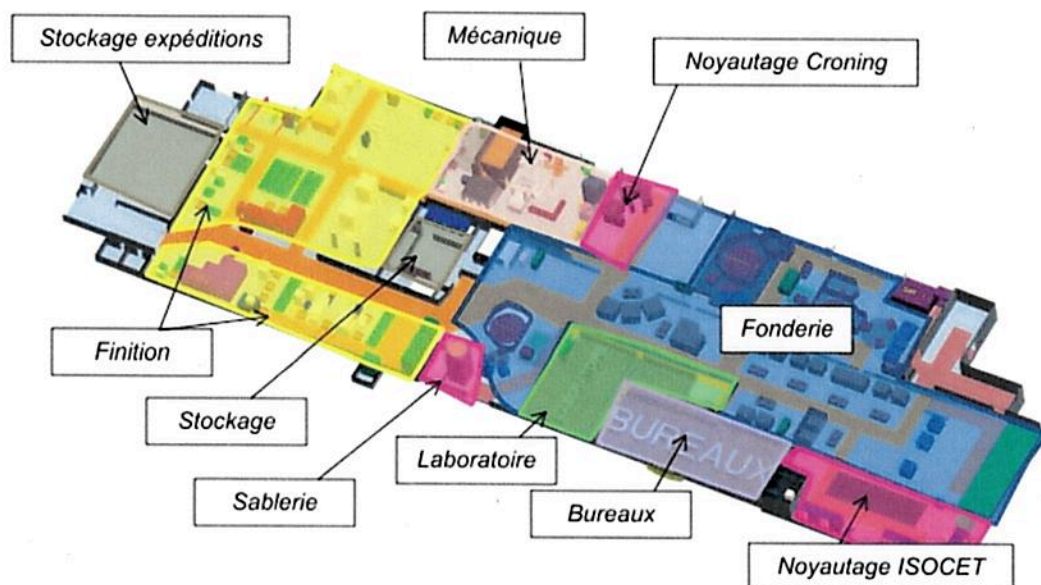 Stockage expéditions
Mécanique
Noyautage Croning
Fonderie
Finition
Stockage
Laboratoire
BUREAUX
Sablerie
Bureaux
Noyautage ISOCET